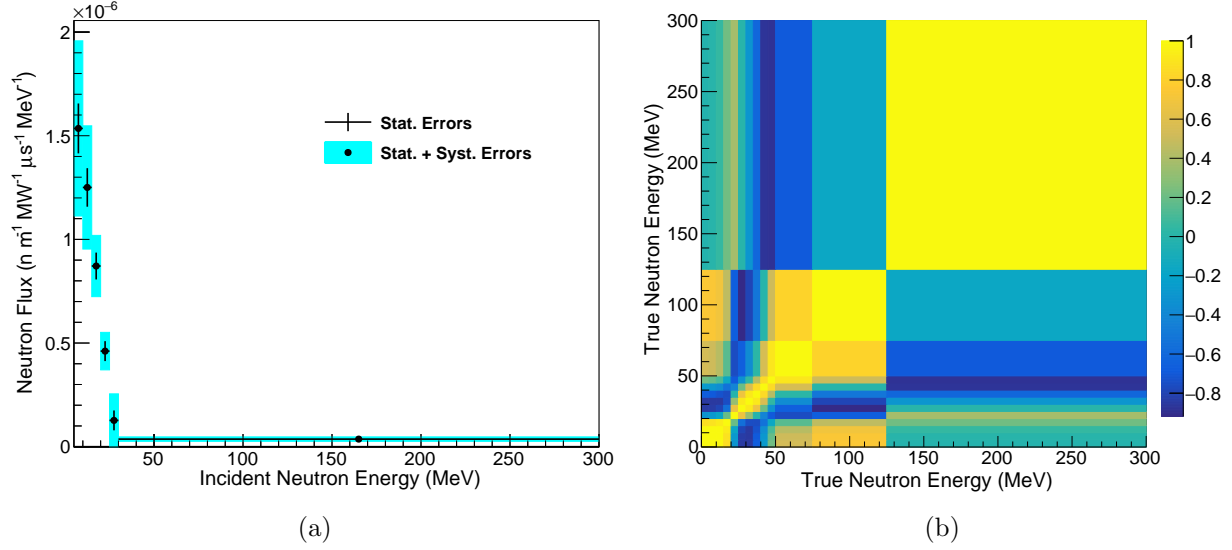 ×10⁻⁶
Neutron Flux (n m⁻¹ MW⁻¹ μs⁻¹ MeV⁻¹)
2
1.5
1
0.5
0
Stat. Errors
Stat. + Syst. Errors
50 100 150 200 250 300
Incident Neutron Energy (MeV)
(a)
True Neutron Energy (MeV)
300
250
200
150
100
50
0
0 50 100 150 200 250 300
True Neutron Energy (MeV)
1
0.8
0.6
0.4
0.2
0
−0.2
−0.4
−0.6
−0.8
(b)